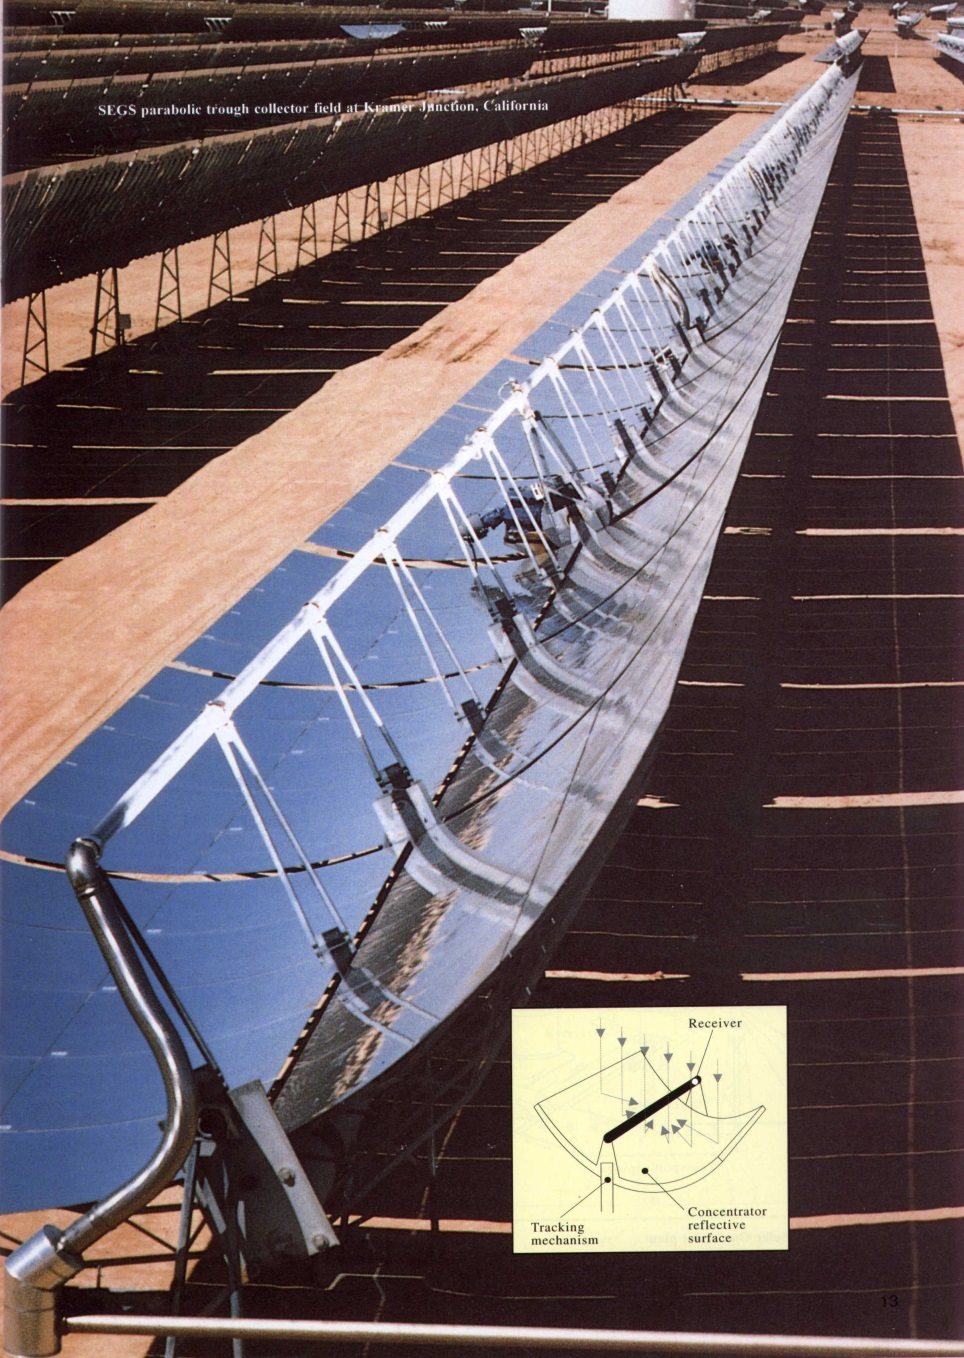 SEGS parabolic trough collector field at Kramer Junction, California
Receiver
Tracking
mechanism
Concentrator
reflective
surface
13